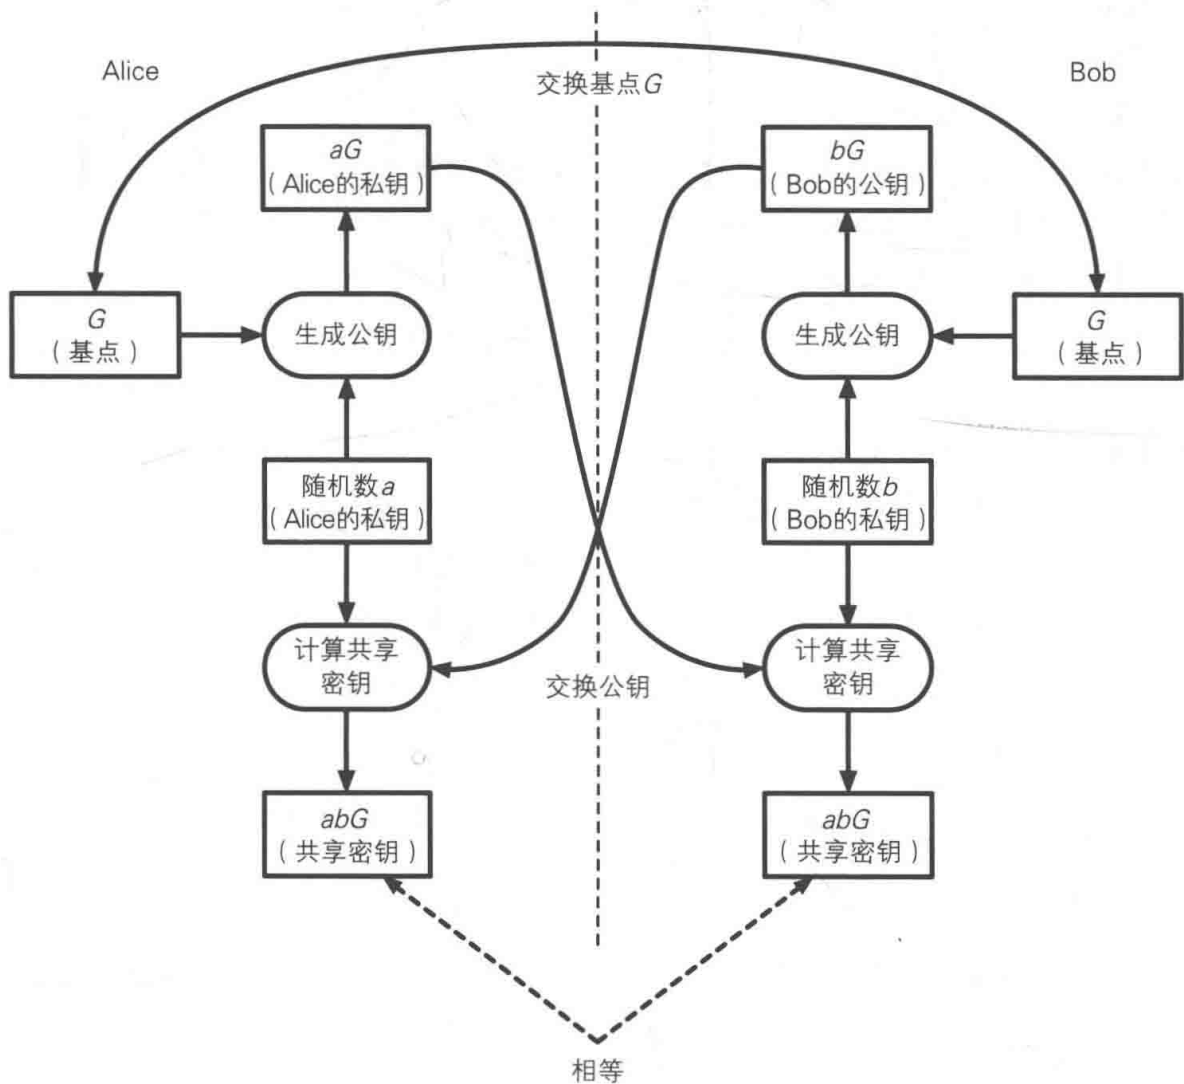 Alice
Bob
交换基点G
aG
（Alice的私钥）
bG
（Bob的公钥）
G
（基点）
生成公钥
生成公钥
G
（基点）
随机数a
（Alice的私钥）
随机数b
（Bob的私钥）
计算共享
密钥
计算共享
密钥
交换公钥
abG
（共享密钥）
abG
（共享密钥）
相等